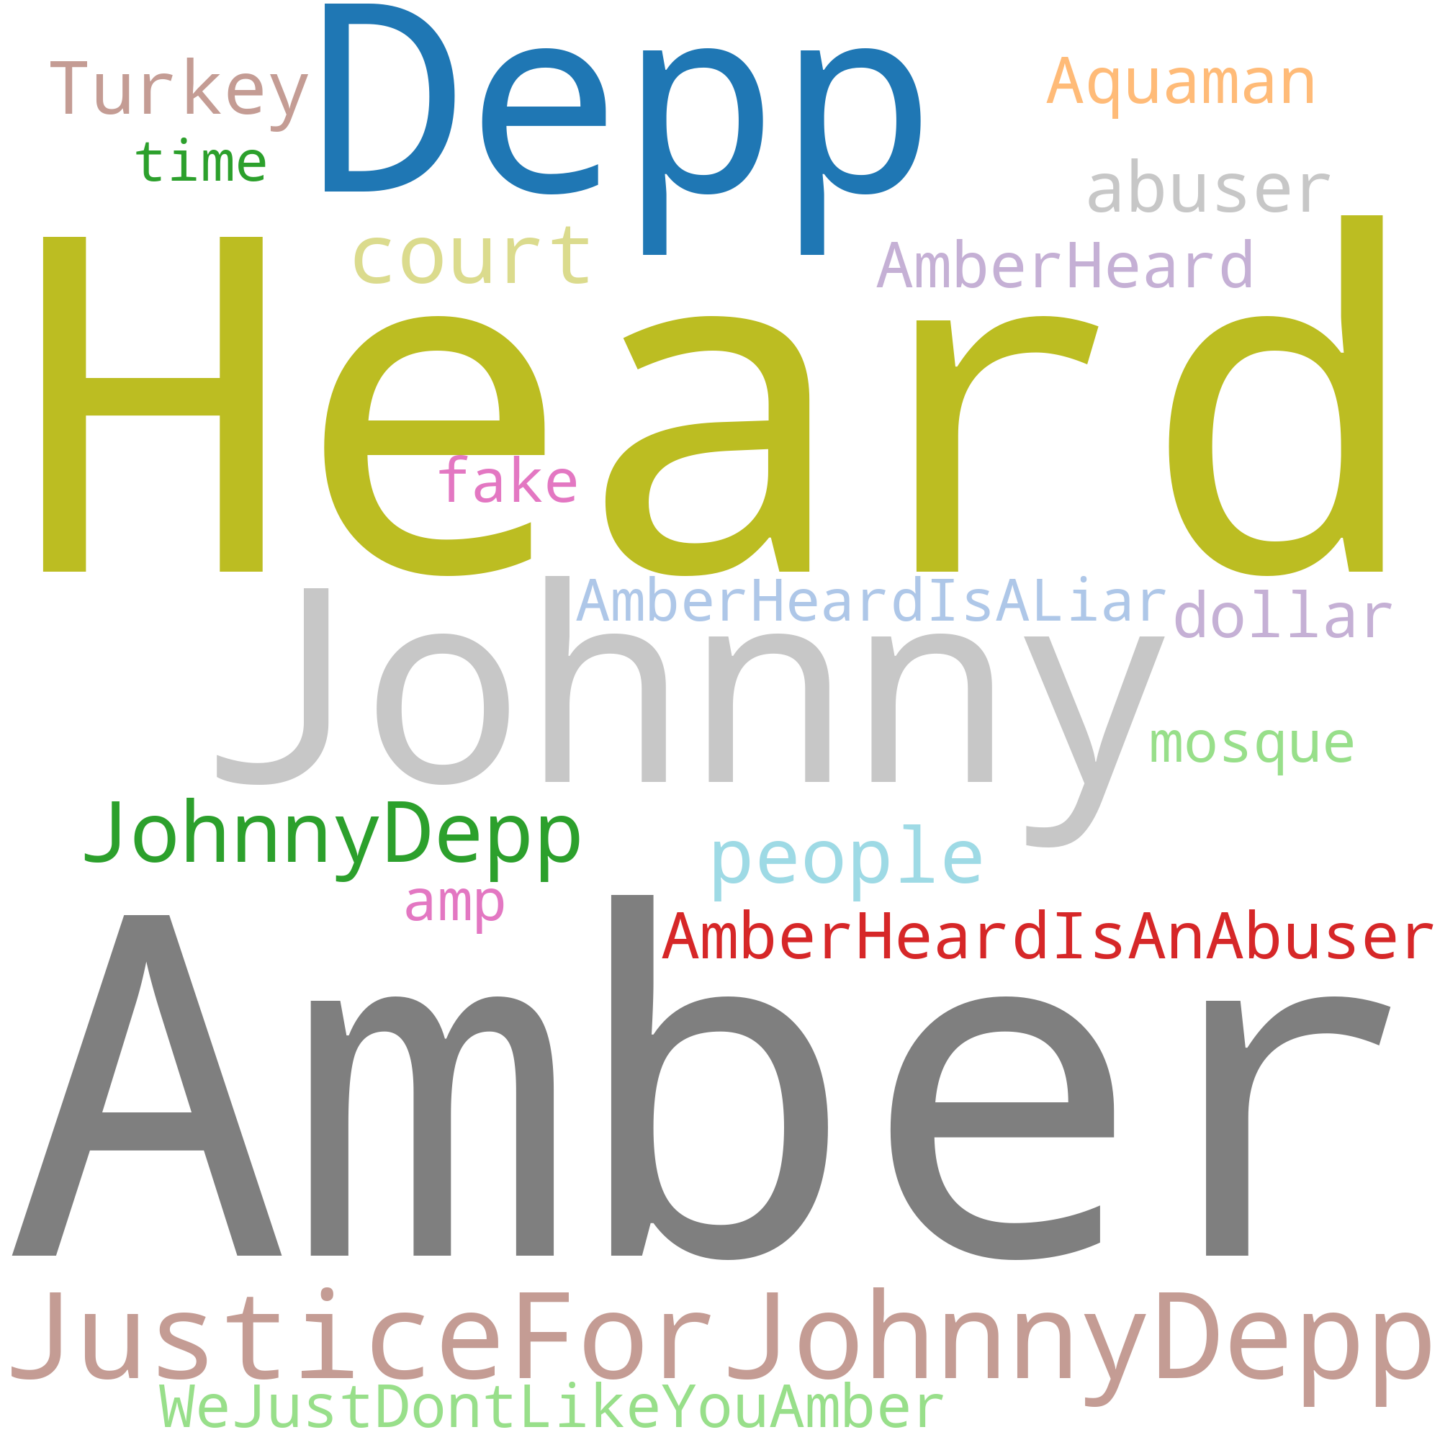 Depp
Turkey
Aquaman
time
abuser
court
AmberHeard
Heard
fake
AmberHeardIsALiar
dollar
Johnny
mosque
JohnnyDepp
people
amp
AmberHeardIsAnAbuser
Amber
JusticeForJohnnyDepp
WeJustDontLikeYouAmber